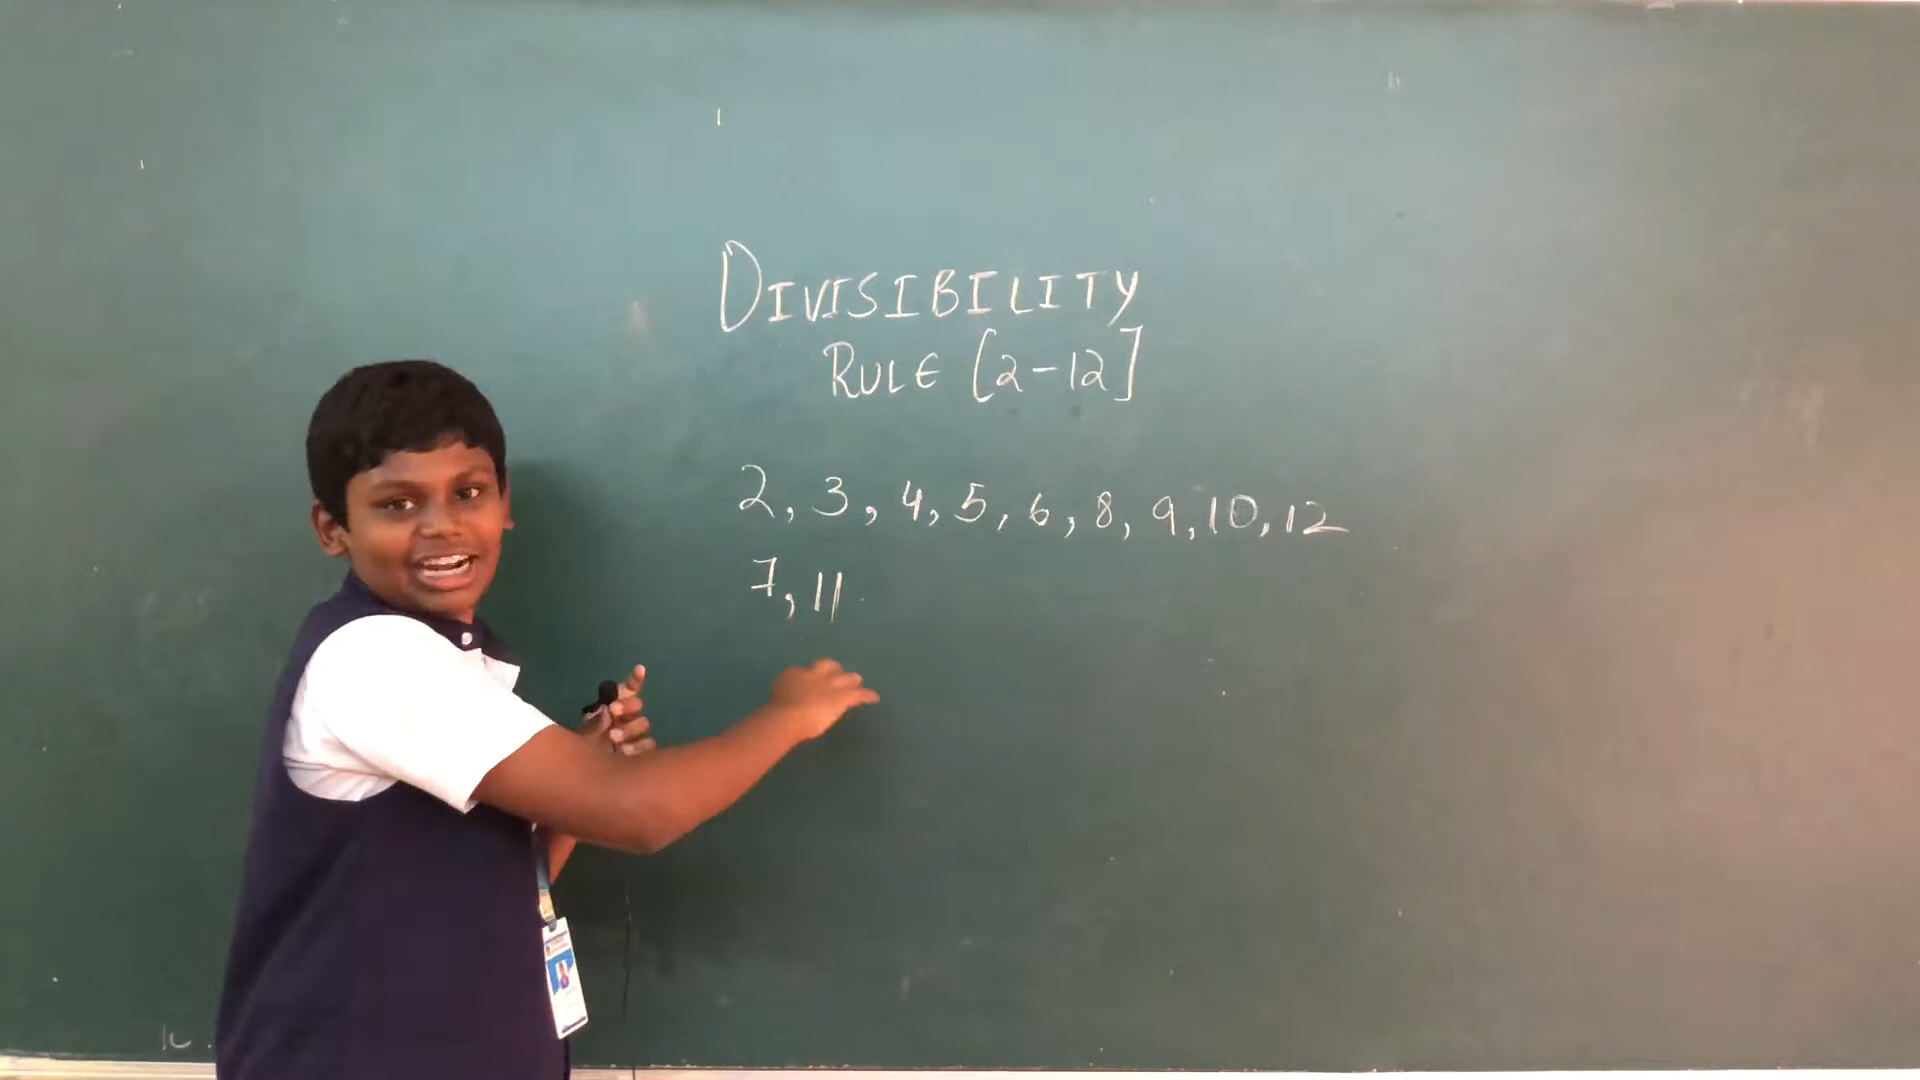 DIVISIBILITY
RULE [2-12]
2, 3, 4, 5, 6, 8, 9, 10, 12
7, 11